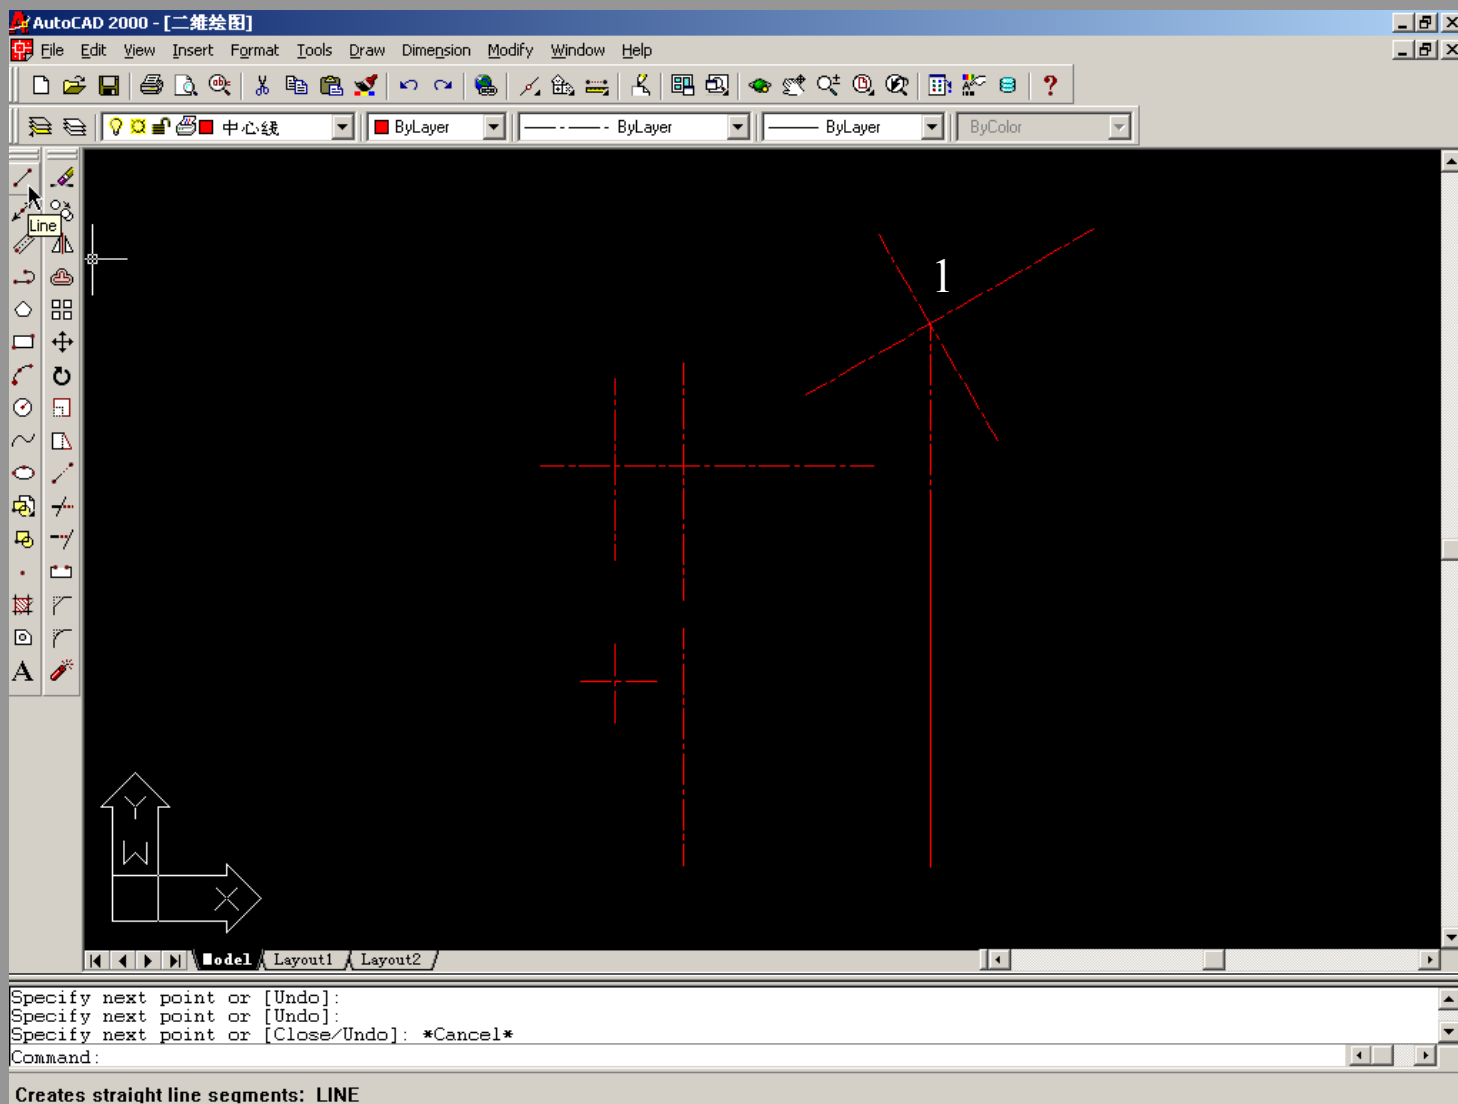 AutoCAD 2000 - [二维绘图]
File Edit View Insert Format Tools Draw Dimension Modify Window Help
中心线 ByLayer ByLayer ByLayer ByColor
Line
1
Y
W
X
Model Layout1 Layout2
Specify next point or [Undo]:
Specify next point or [Undo]:
Specify next point or [Close/Undo]: *Cancel*
Command:
Creates straight line segments: LINE